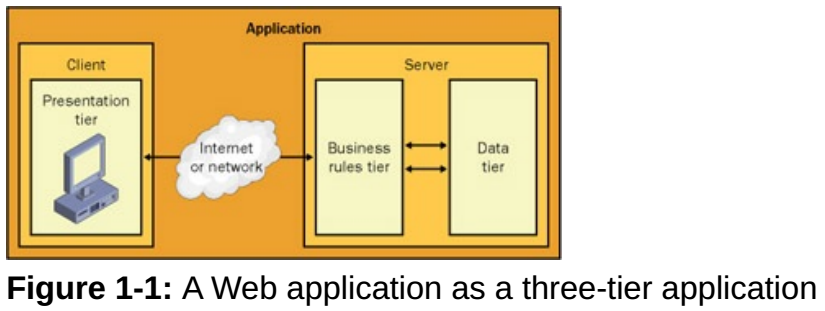 Application
Client
Server
Presentation
tier
Internet
or network
Business
rules tier
Data
tier
Figure 1-1: A Web application as a three-tier application